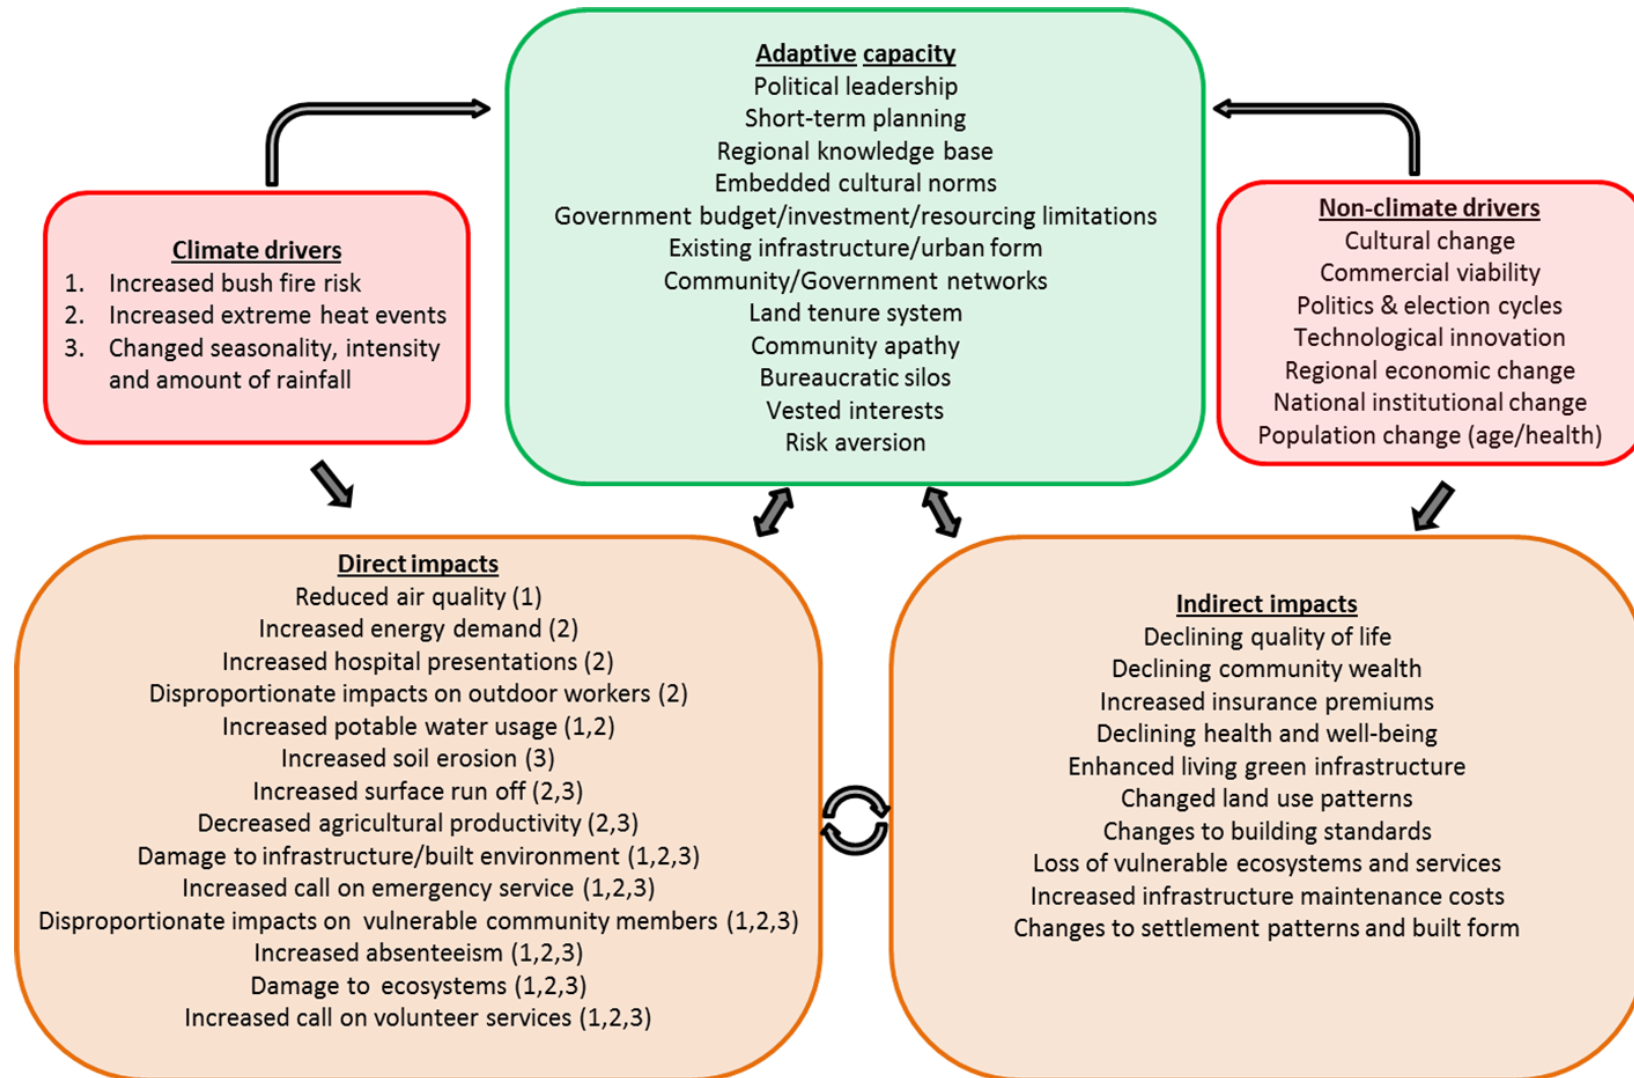 Adaptive capacity
Political leadership
Short-term planning
Regional knowledge base
Embedded cultural norms
Government budget/investment/resourcing limitations
Existing infrastructure/urban form
Community/Government networks
Land tenure system
Community apathy
Bureaucratic silos
Vested interests
Risk aversion
Climate drivers
1. Increased bush fire risk
2. Increased extreme heat events
3. Changed seasonality, intensity
and amount of rainfall
Non-climate drivers
Cultural change
Commercial viability
Politics & election cycles
Technological innovation
Regional economic change
National institutional change
Population change (age/health)
Direct impacts
Reduced air quality (1)
Increased energy demand (2)
Increased hospital presentations (2)
Disproportionate impacts on outdoor workers (2)
Increased potable water usage (1,2)
Increased soil erosion (3)
Increased surface run off (2,3)
Decreased agricultural productivity (2,3)
Damage to infrastructure/built environment (1,2,3)
Increased call on emergency service (1,2,3)
Disproportionate impacts on vulnerable community members (1,2,3)
Increased absenteeism (1,2,3)
Damage to ecosystems (1,2,3)
Increased call on volunteer services (1,2,3)
Indirect impacts
Declining quality of life
Declining community wealth
Increased insurance premiums
Declining health and well-being
Enhanced living green infrastructure
Changed land use patterns
Changes to building standards
Loss of vulnerable ecosystems and services
Increased infrastructure maintenance costs
Changes to settlement patterns and built form